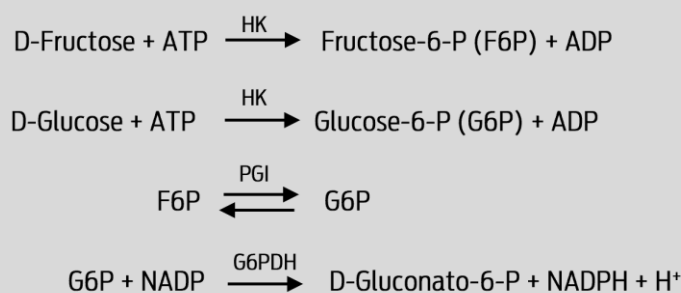 HK
D-Fructose + ATP → Fructose-6-P (F6P) + ADP
HK
D-Glucose + ATP → Glucose-6-P (G6P) + ADP
PGI
F6P ⇄ G6P
G6PDH
G6P + NADP → D-Gluconato-6-P + NADPH + H⁺